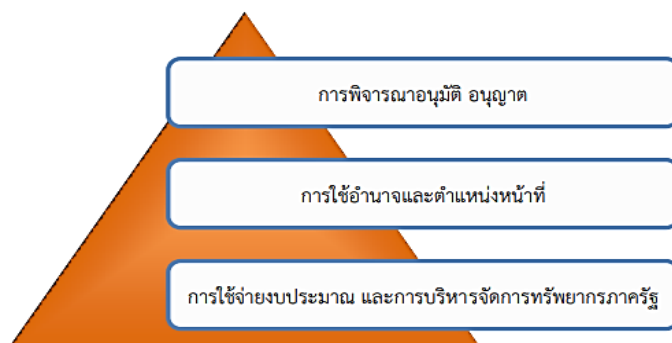 การพิจารณาอนุมัติ อนุญาต
การใช้อำนาจและตำแหน่งหน้าที่
การใช้จ่ายงบประมาณ และการบริหารจัดการทรัพยากรภาครัฐ